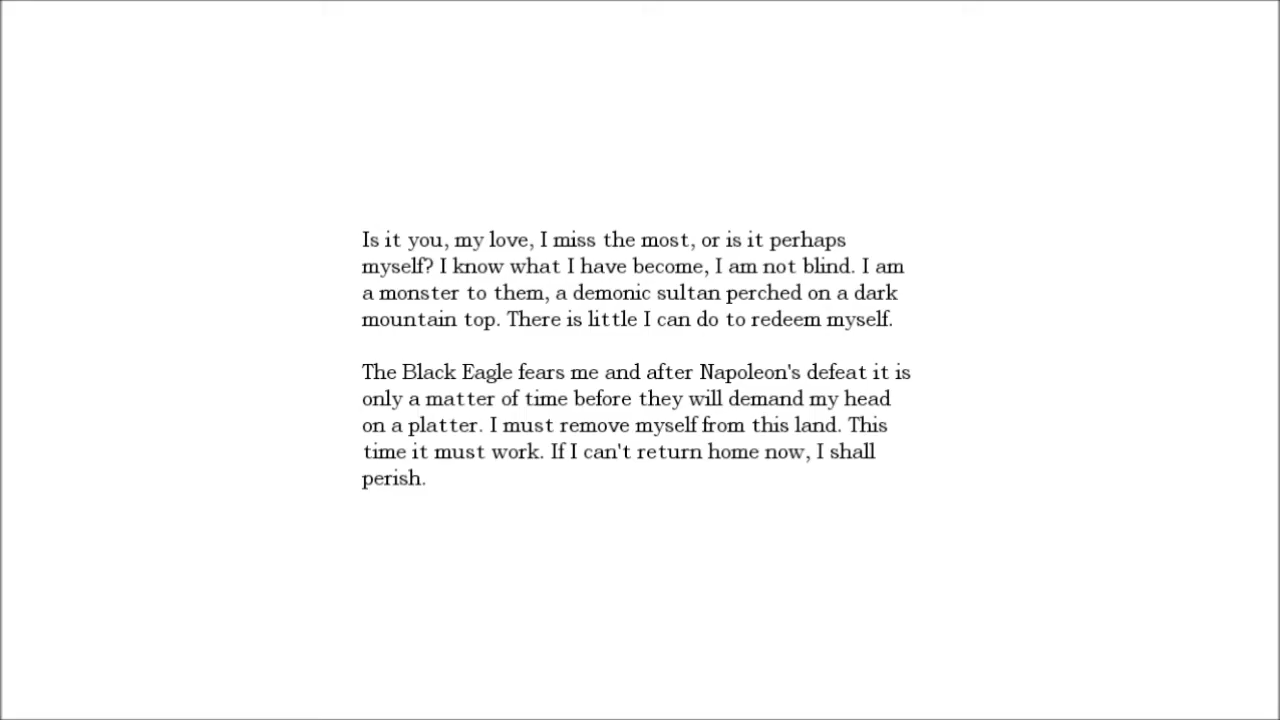 Is it you, my love, I miss the most, or is it perhaps
myself? I know what I have become, I am not blind. I am
a monster to them, a demonic sultan perched on a dark
mountain top. There is little I can do to redeem myself.
The Black Eagle fears me and after Napoleon's defeat it is
only a matter of time before they will demand my head
on a platter. I must remove myself from this land. This
time it must work. If I can't return home now, I shall
perish.